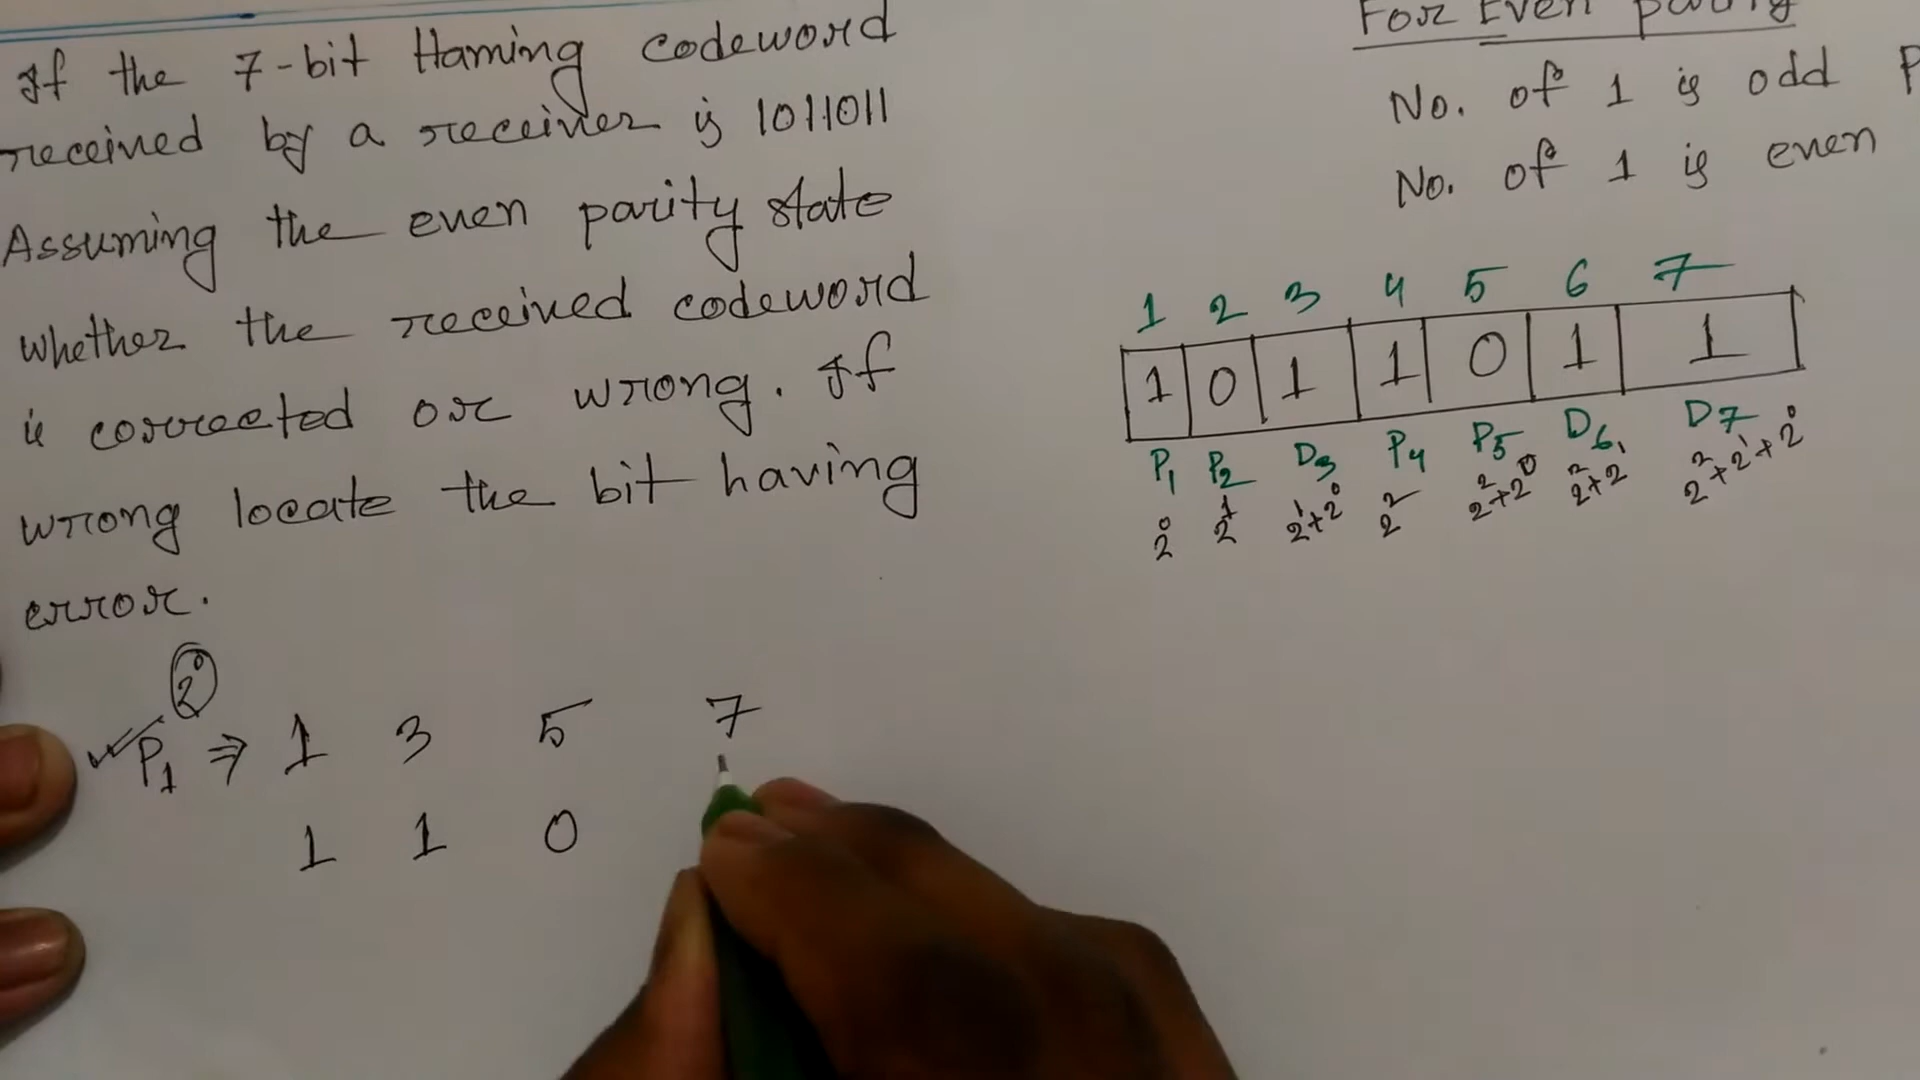 If the 7-bit Haming codeword
received by a receiver is 1011011
Assuming the even parity state
whether the received codeword
is corrected or wrong. If
wrong locate the bit having
error.
2⁰
P₁ ⇒ 1 3 5 7
1 1 0
For Even parity
No. of 1 is odd P
No. of 1 is even
1 2 3 4 5 6 7
1 0 1 1 0 1 1
P₁ P₂ D₃ P₄ P₅ D₆ D₇
2⁰ 2¹ 2¹+2⁰ 2² 2²+2⁰ 2²+2¹ 2²+2¹+2⁰